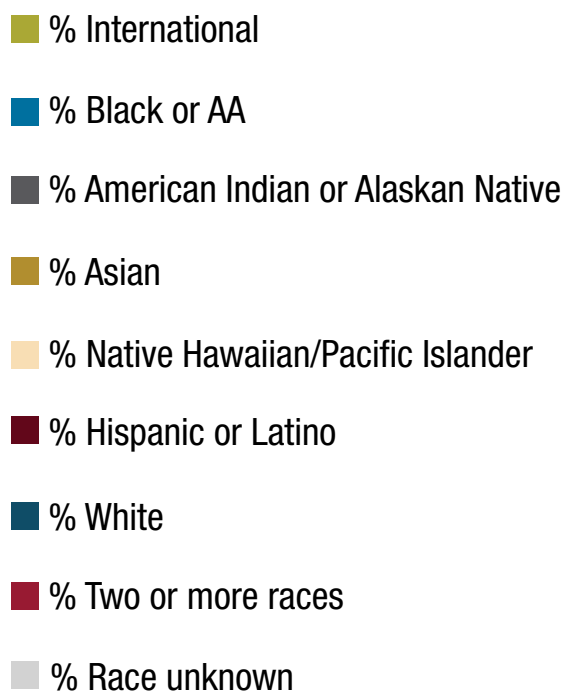 % International
% Black or AA
% American Indian or Alaskan Native
% Asian
% Native Hawaiian/Pacific Islander
% Hispanic or Latino
% White
% Two or more races
% Race unknown